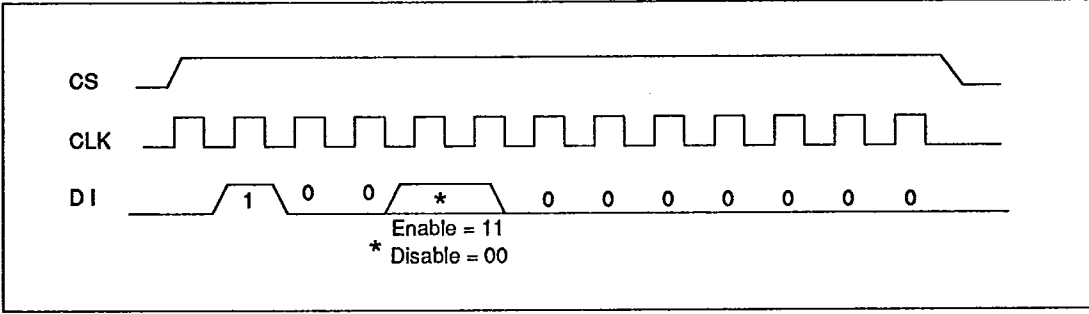 CS
CLK
DI 1 0 0 * 0 0 0 0 0 0 0
Enable = 11
* Disable = 00